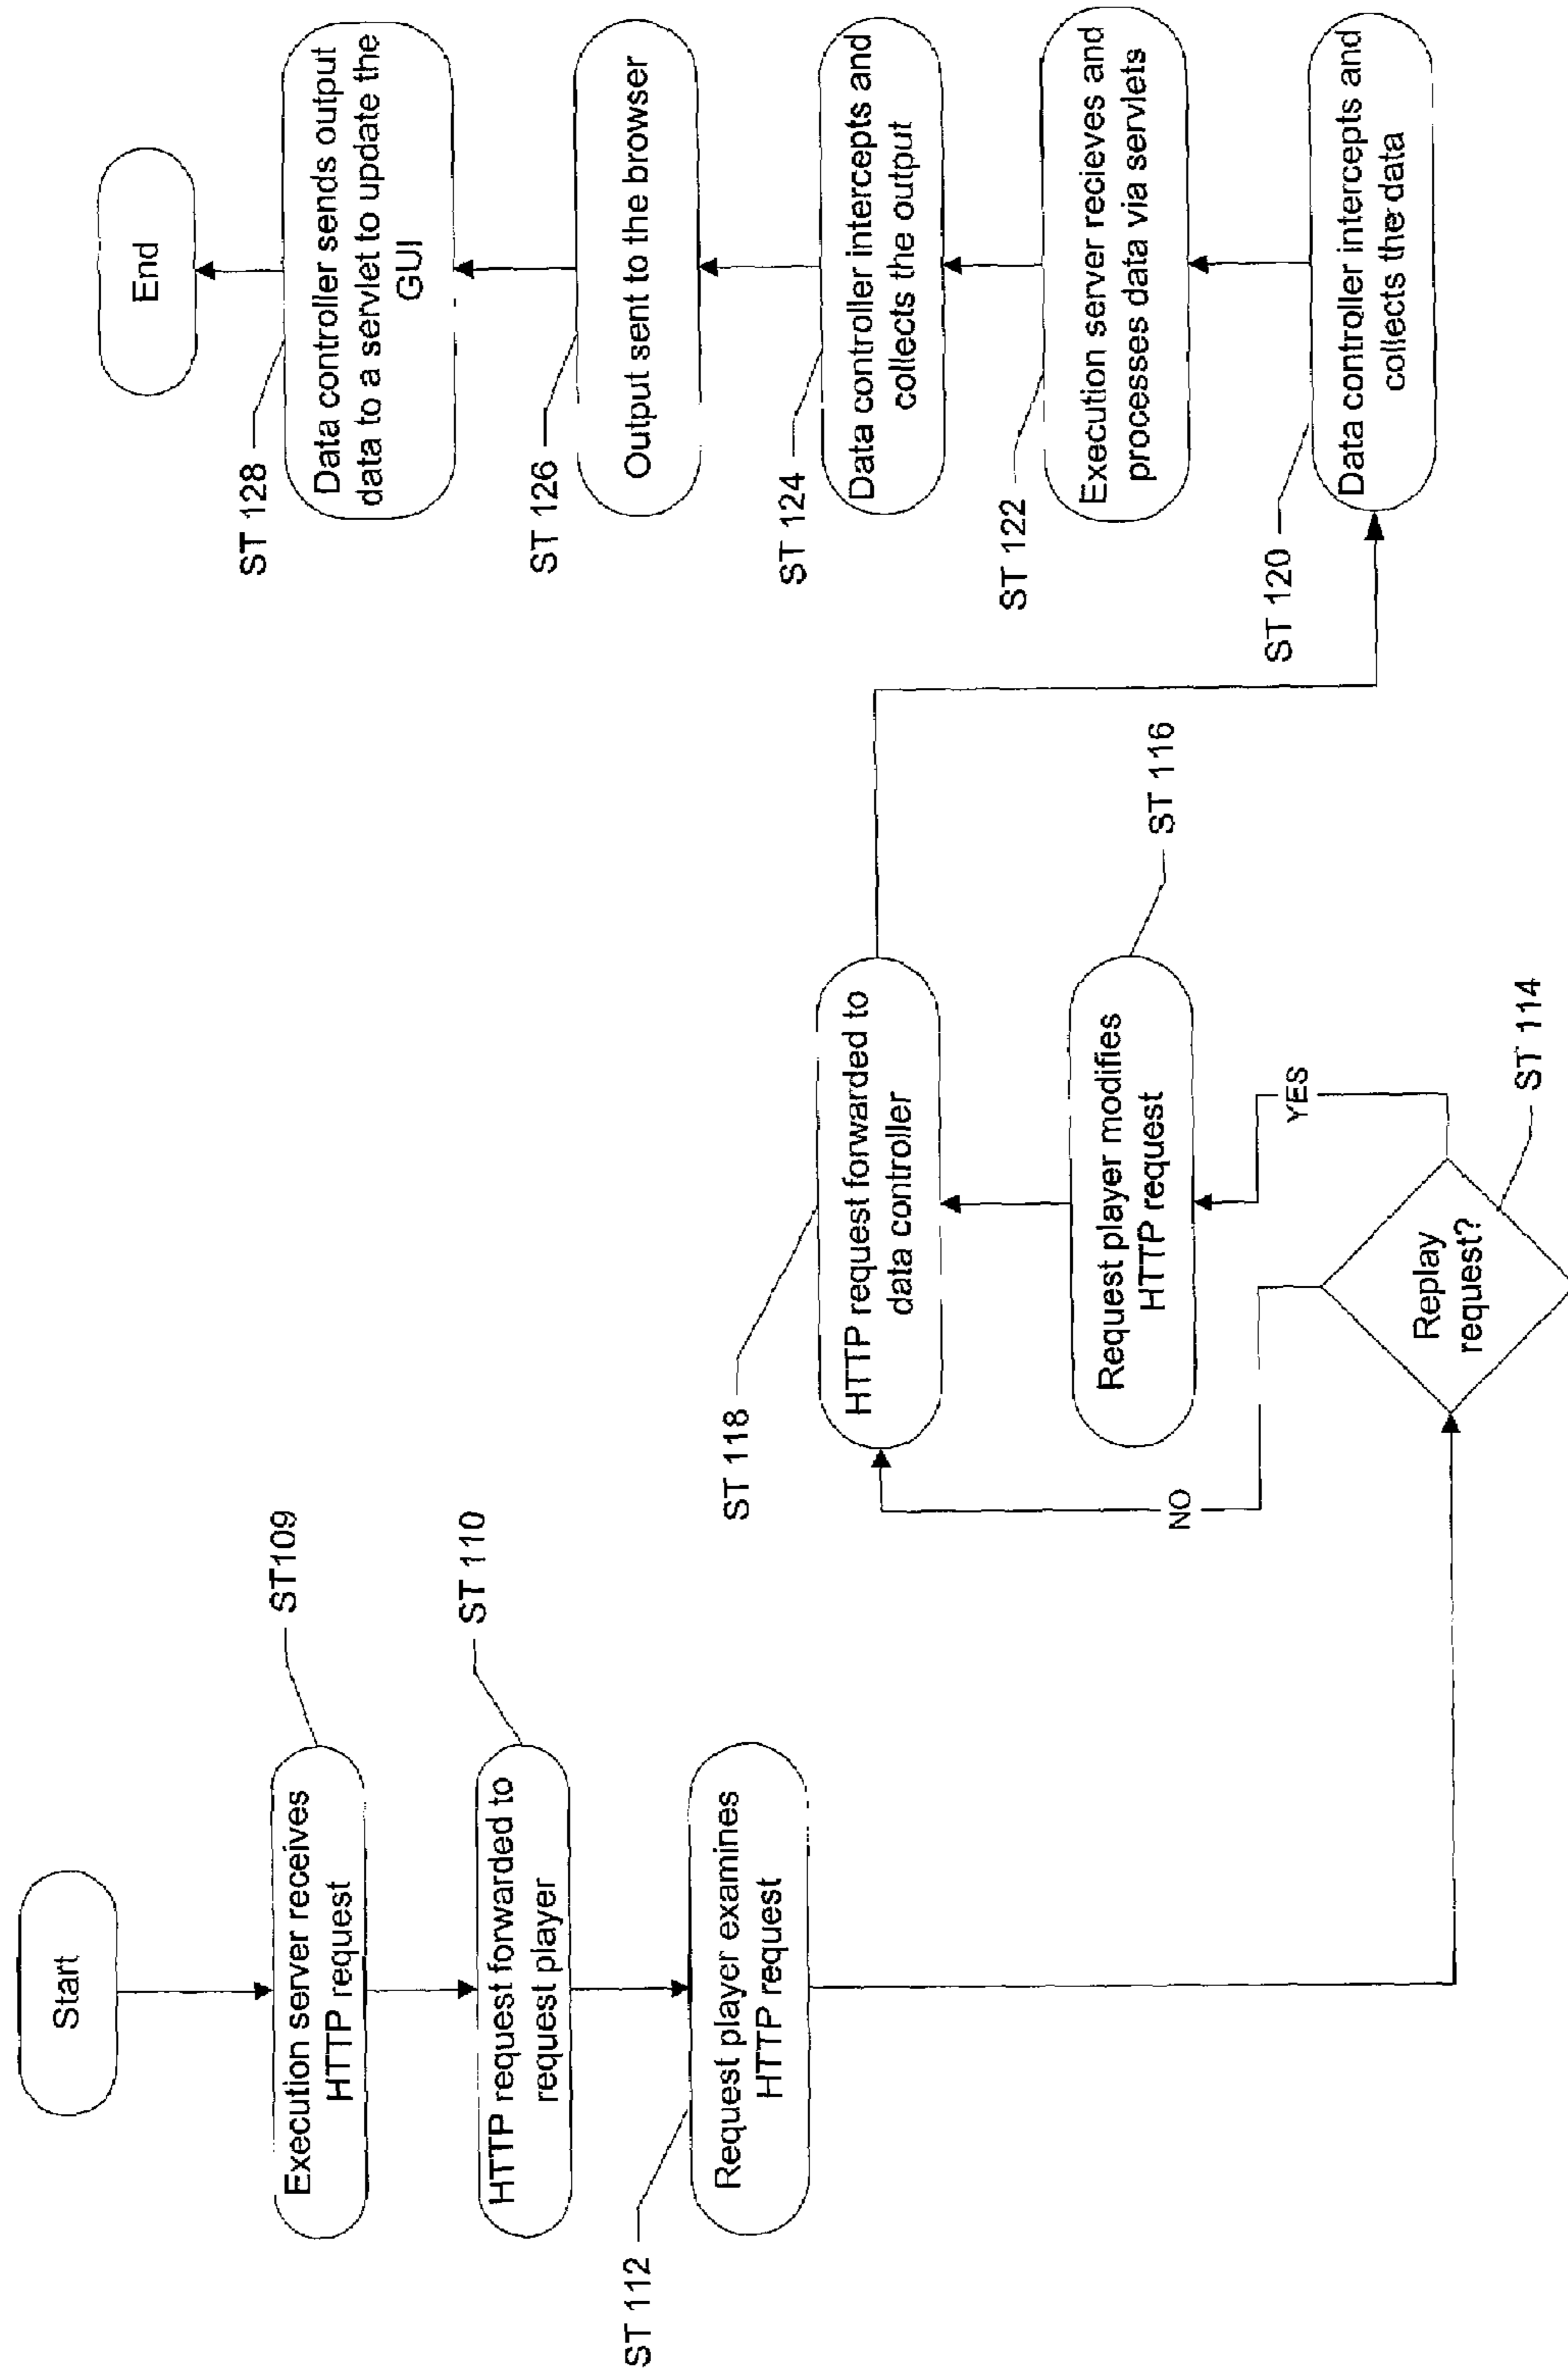 Start
ST109
Execution server receives
HTTP request
ST 110
HTTP request forwarded to
request player
ST 112
Request player examines
HTTP request
ST 114
Replay
request?
YES
NO
ST 116
Request player modifies
HTTP request
ST 118
HTTP request forwarded to
data controller
ST 120
Data controller intercepts and
collects the data
ST 122
Execution server recieves and
processes data via servlets
ST 124
Data controller intercepts and
collects the output
ST 126
Output sent to the browser
ST 128
Data controller sends output
data to a servlet to update the
GUI
End